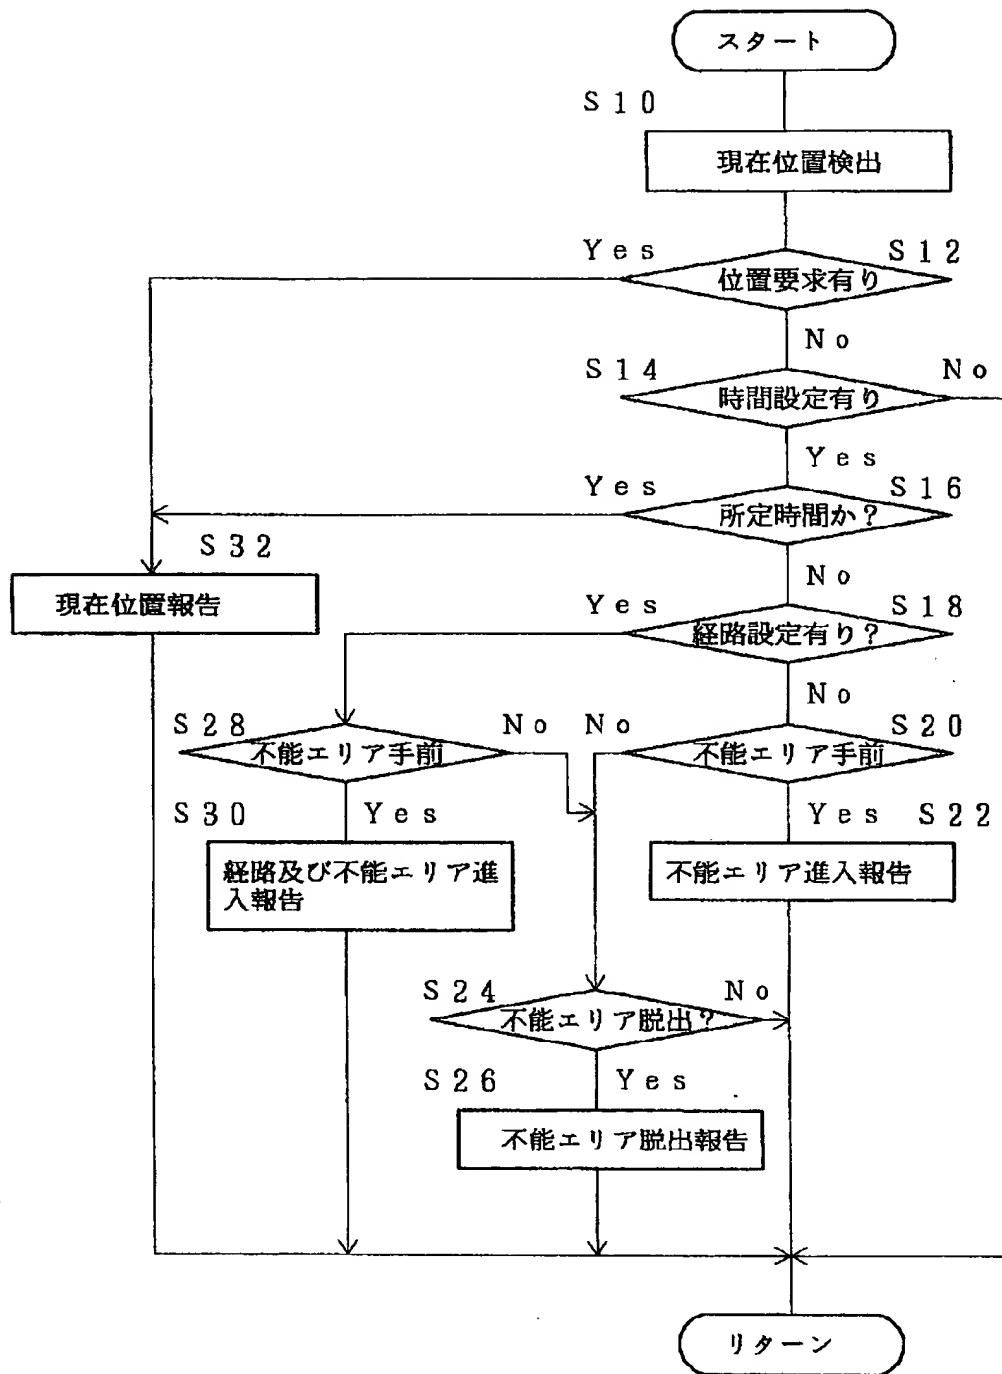 スタート
S10
現在位置検出
Yes
S12
位置要求有り
No
S14
No
時間設定有り
Yes
Yes
S16
所定時間か?
S32
No
現在位置報告
Yes
S18
経路設定有り?
No
S28
No
No
S20
不能エリア手前
不能エリア手前
S30
Yes
Yes
S22
経路及び不能エリア進
入報告
不能エリア進入報告
S24
No
不能エリア脱出?
S26
Yes
不能エリア脱出報告
リターン